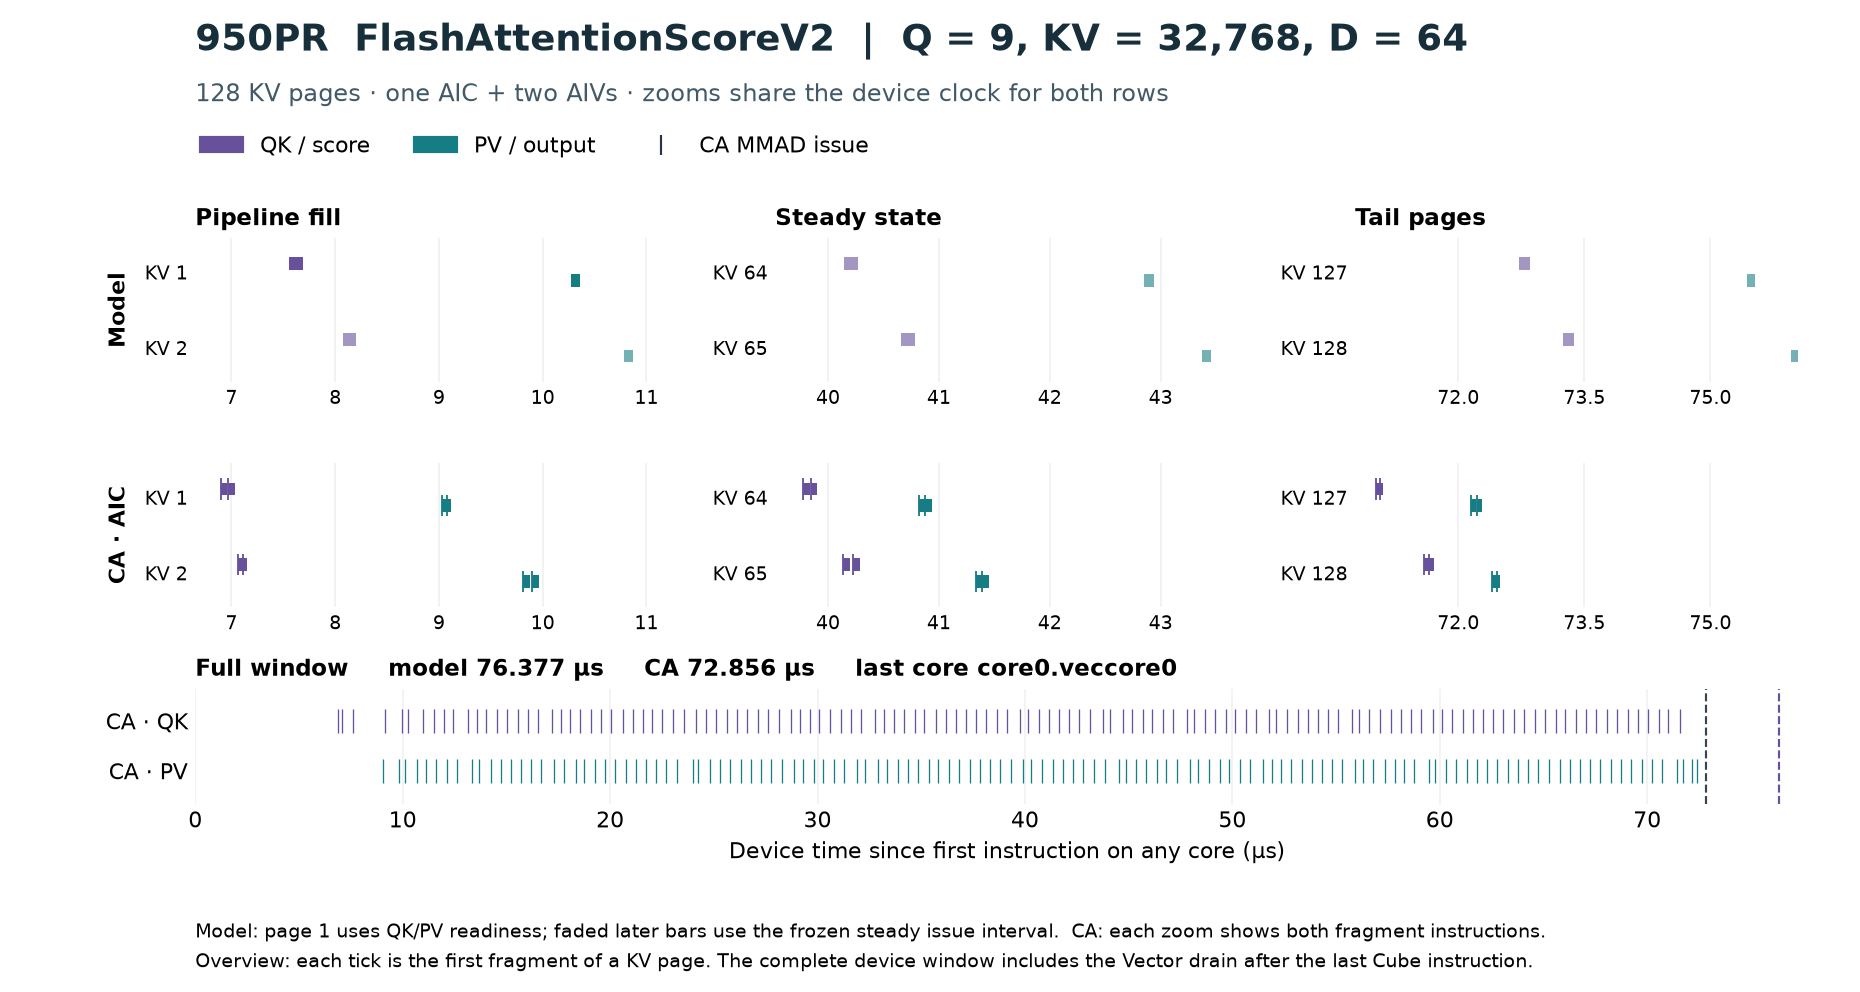 950PR  FlashAttentionScoreV2  |  Q = 9, KV = 32,768, D = 64
128 KV pages · one AIC + two AIVs · zooms share the device clock for both rows
QK / score  PV / output  CA MMAD issue
Pipeline fill  Steady state  Tail pages
Model
KV 1  KV 64  KV 127
KV 2  KV 65  KV 128
7  8  9  10  11  40  41  42  43  72.0  73.5  75.0
CA · AIC
KV 1  KV 64  KV 127
KV 2  KV 65  KV 128
7  8  9  10  11  40  41  42  43  72.0  73.5  75.0
Full window  model 76.377 µs  CA 72.856 µs  last core core0.veccore0
CA · QK
CA · PV
0  10  20  30  40  50  60  70
Device time since first instruction on any core (µs)
Model: page 1 uses QK/PV readiness; faded later bars use the frozen steady issue interval.  CA: each zoom shows both fragment instructions.
Overview: each tick is the first fragment of a KV page. The complete device window includes the Vector drain after the last Cube instruction.